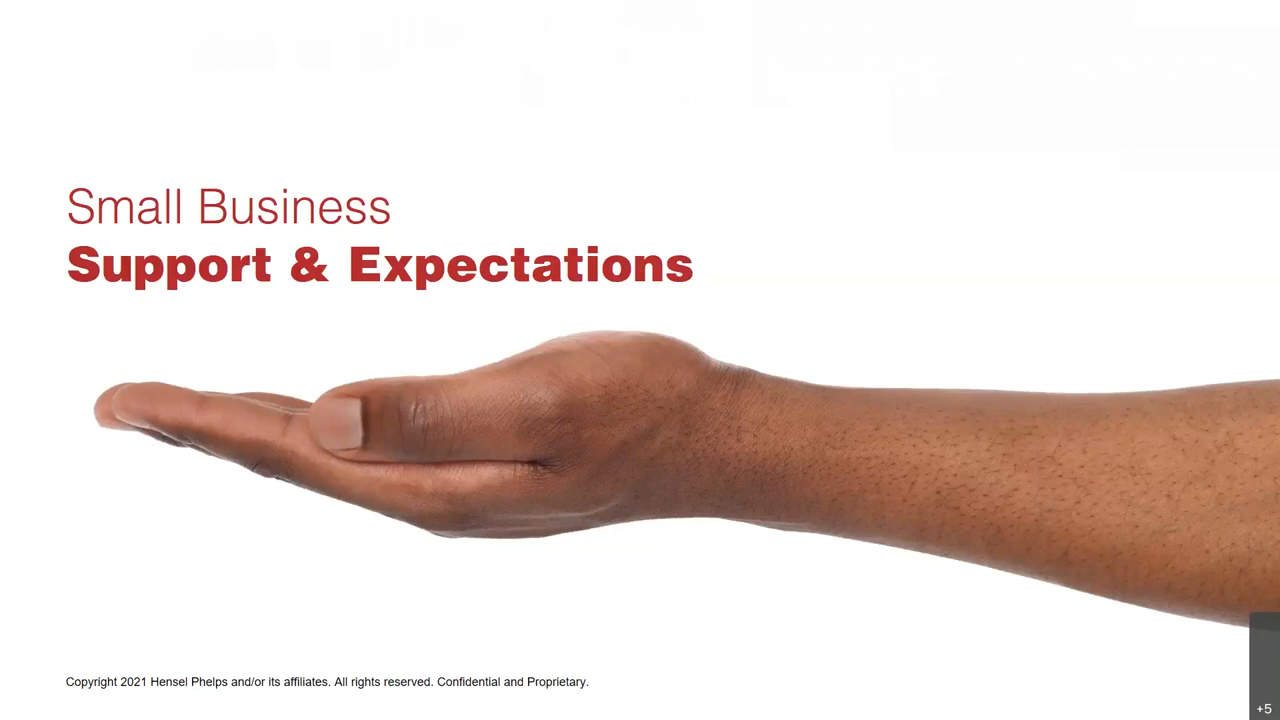 Small Business
Support & Expectations
Copyright 2021 Hensel Phelps and/or its affiliates. All rights reserved. Confidential and Proprietary.
+5